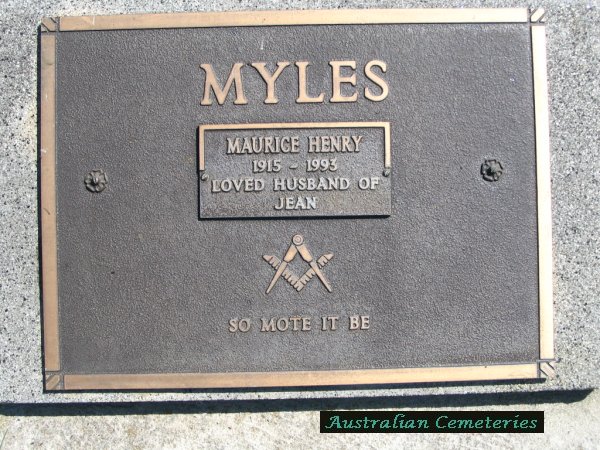 MYLES
MAURICE HENRY
1915 - 1993
LOVED HUSBAND OF
JEAN
SO MOTE IT BE
Australian Cemeteries